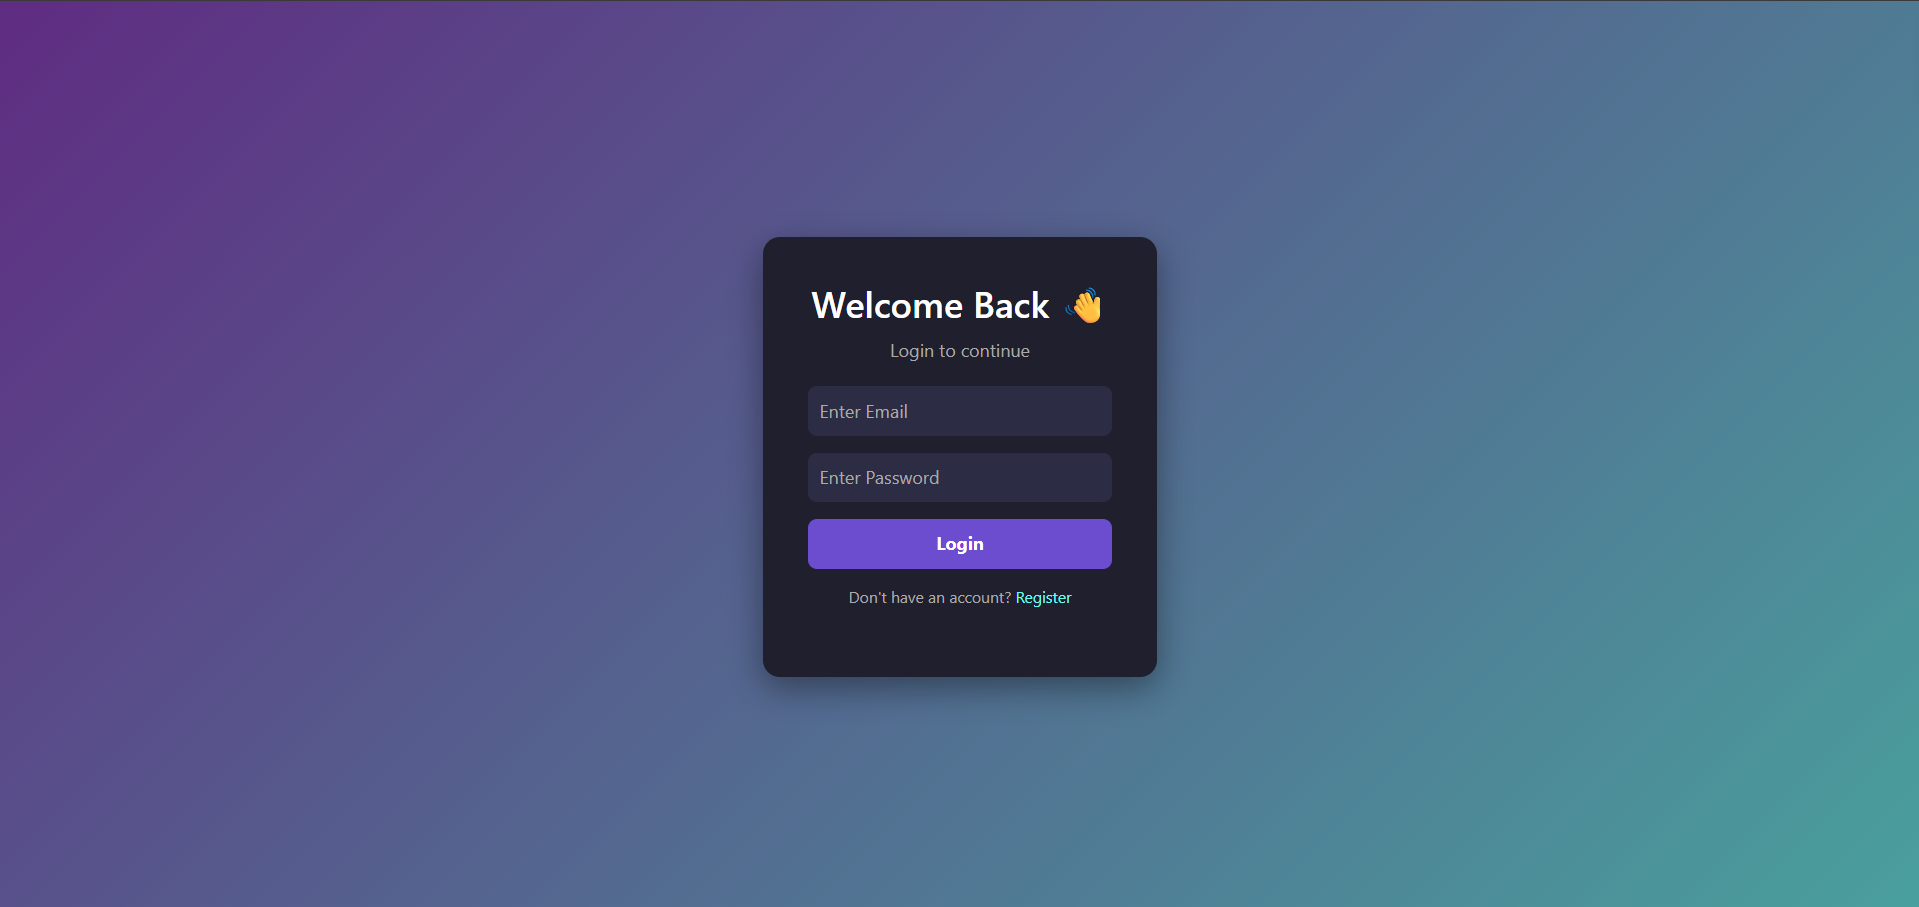 Welcome Back 👋
Login to continue
Enter Email
Enter Password
Login
Don't have an account? Register